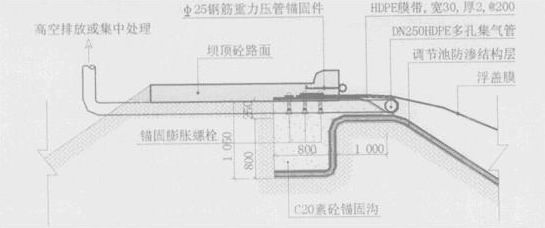 Φ25钢筋重力压管锚固件
HDPE膜带,宽30,厚2,@200
高空排放或集中处理
DN250HDPE多孔集气管
坝顶砼路面
调节池防渗结构层
浮盖膜
250
锚固膨胀螺栓
1 050
800
800
1 000
C20素砼锚固沟